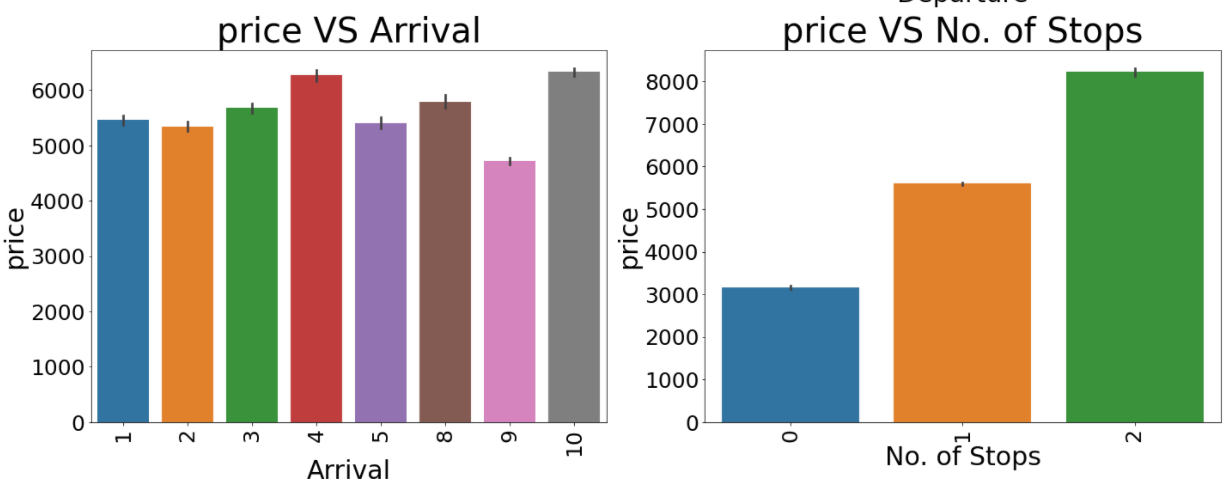 Departure
price VS Arrival
price
6000
5000
4000
3000
2000
1000
0
1 2 3 4 5 8 9 10
Arrival
price VS No. of Stops
price
8000
7000
6000
5000
4000
3000
2000
1000
0
0 1 2
No. of Stops